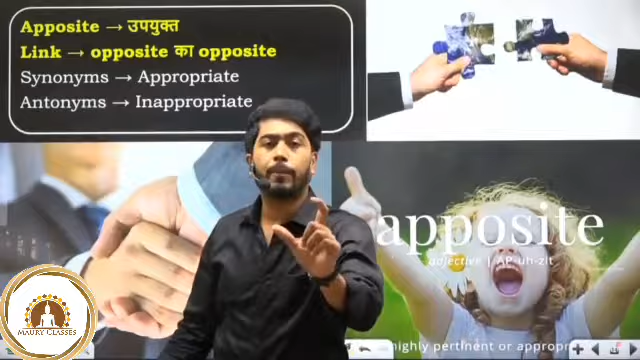 Apposite → उपयुक्त
Link → opposite का opposite
Synonyms → Appropriate
Antonyms → Inappropriate
apposite
adjective | AP-uh-zit
highly pertinent or approp
MAURY CLASSES